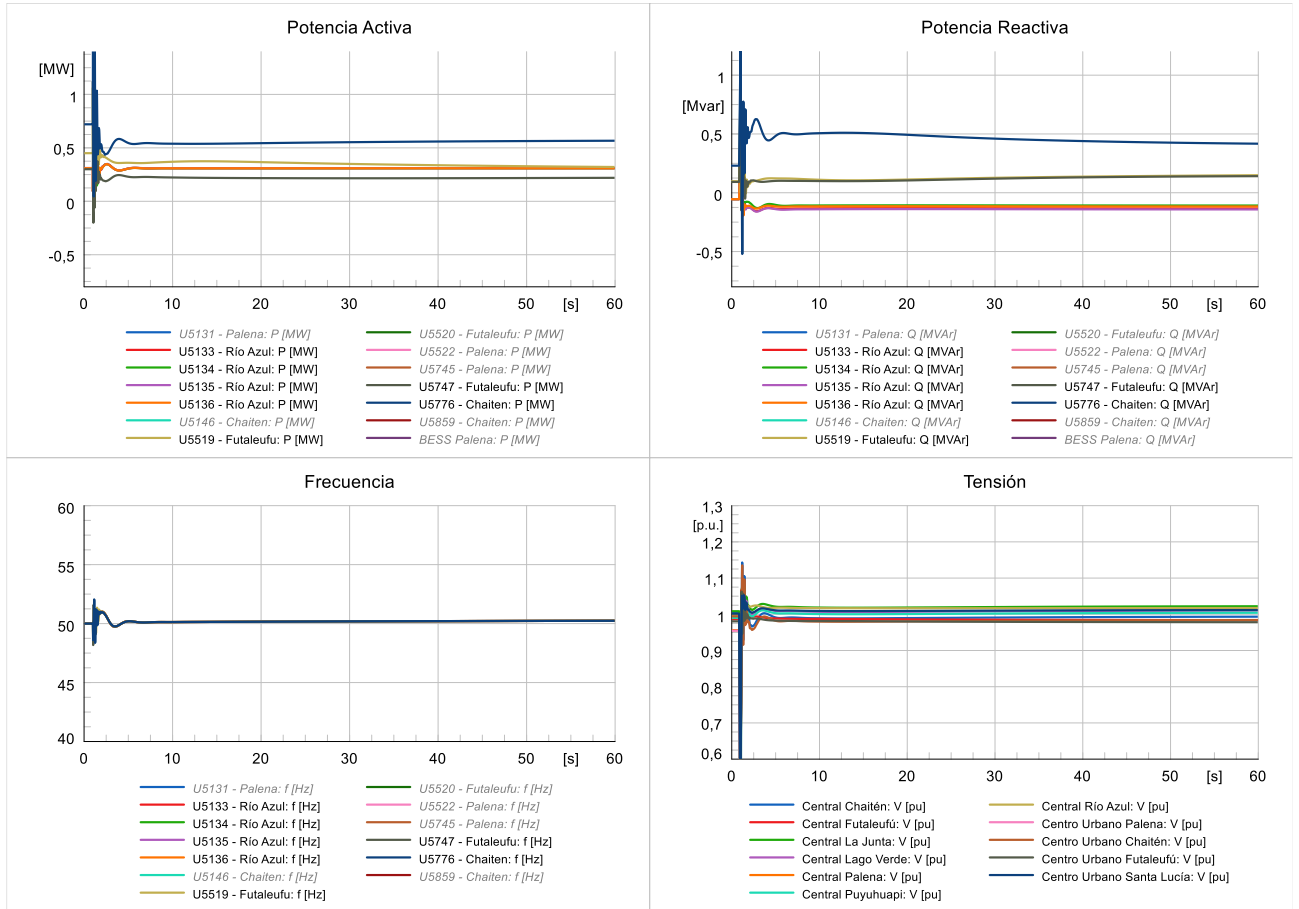 Potencia Activa
[MW]
1
0,5
0
-0,5
0
10
20
30
40
[s]
60
U5131 - Palena: P [MW]
U5133 - Río Azul: P [MW]
U5134 - Río Azul: P [MW]
U5135 - Río Azul: P [MW]
U5136 - Río Azul: P [MW]
U5146 - Chaiten: P [MW]
U5519 - Futaleufu: P [MW]
U5520 - Futaleufu: P [MW]
U5522 - Palena: P [MW]
U5745 - Palena: P [MW]
U5747 - Futaleufu: P [MW]
U5776 - Chaiten: P [MW]
U5859 - Chaiten: P [MW]
BESS Palena: P [MW]
Potencia Reactiva
1
[Mvar]
0,5
0
-0,5
0
10
20
30
40
[s]
60
U5131 - Palena: Q [MVAr]
U5133 - Río Azul: Q [MVAr]
U5134 - Río Azul: Q [MVAr]
U5135 - Río Azul: Q [MVAr]
U5136 - Río Azul: Q [MVAr]
U5146 - Chaiten: Q [MVAr]
U5519 - Futaleufu: Q [MVAr]
U5520 - Futaleufu: Q [MVAr]
U5522 - Palena: Q [MVAr]
U5745 - Palena: Q [MVAr]
U5747 - Futaleufu: Q [MVAr]
U5776 - Chaiten: Q [MVAr]
U5859 - Chaiten: Q [MVAr]
BESS Palena: Q [MVAr]
Frecuencia
60
55
50
45
40
0
10
20
30
40
[s]
60
U5131 - Palena: f [Hz]
U5133 - Río Azul: f [Hz]
U5134 - Río Azul: f [Hz]
U5135 - Río Azul: f [Hz]
U5136 - Río Azul: f [Hz]
U5146 - Chaiten: f [Hz]
U5519 - Futaleufu: f [Hz]
U5520 - Futaleufu: f [Hz]
U5522 - Palena: f [Hz]
U5745 - Palena: f [Hz]
U5747 - Futaleufu: f [Hz]
U5776 - Chaiten: f [Hz]
U5859 - Chaiten: f [Hz]
Tensión
1,3
[p.u.]
1,2
1,1
1
0,9
0,8
0,7
0,6
0
10
20
30
40
[s]
60
Central Chaitén: V [pu]
Central Futaleufú: V [pu]
Central La Junta: V [pu]
Central Lago Verde: V [pu]
Central Palena: V [pu]
Central Puyuhuapi: V [pu]
Central Río Azul: V [pu]
Centro Urbano Palena: V [pu]
Centro Urbano Chaitén: V [pu]
Centro Urbano Futaleufú: V [pu]
Centro Urbano Santa Lucía: V [pu]